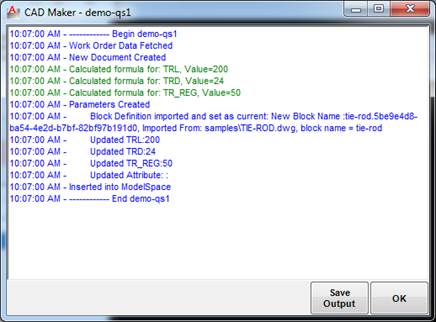 CAD Maker - demo-qs1
10:07:00 AM - ------------ Begin demo-qs1
10:07:00 AM - Work Order Data Fetched
10:07:00 AM - New Document Created
10:07:00 AM - Calculated formula for: TRL, Value=200
10:07:00 AM - Calculated formula for: TRD, Value=24
10:07:00 AM - Calculated formula for: TR_REG, Value=50
10:07:00 AM - Parameters Created
10:07:00 AM - Block Definition imported and set as current: New Block Name :tie-rod.5be9e4d8-
ba54-4e2d-b7bf-82bf97b191d0, Imported From: samples\TIE-ROD.dwg, block name = tie-rod
10:07:00 AM - Updated TRL:200
10:07:00 AM - Updated TRD:24
10:07:00 AM - Updated TR_REG:50
10:07:00 AM - Updated Attribute: :
10:07:00 AM - Inserted into ModelSpace
10:07:00 AM - ------------ End demo-qs1
Save
Output
OK